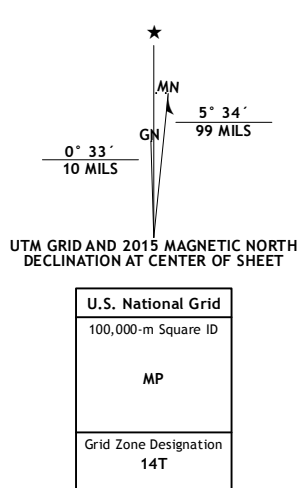 MN
GN
5° 34´
99 MILS
0° 33´
10 MILS
UTM GRID AND 2015 MAGNETIC NORTH
DECLINATION AT CENTER OF SHEET
U.S. National Grid
100,000-m Square ID
MP
Grid Zone Designation
14T